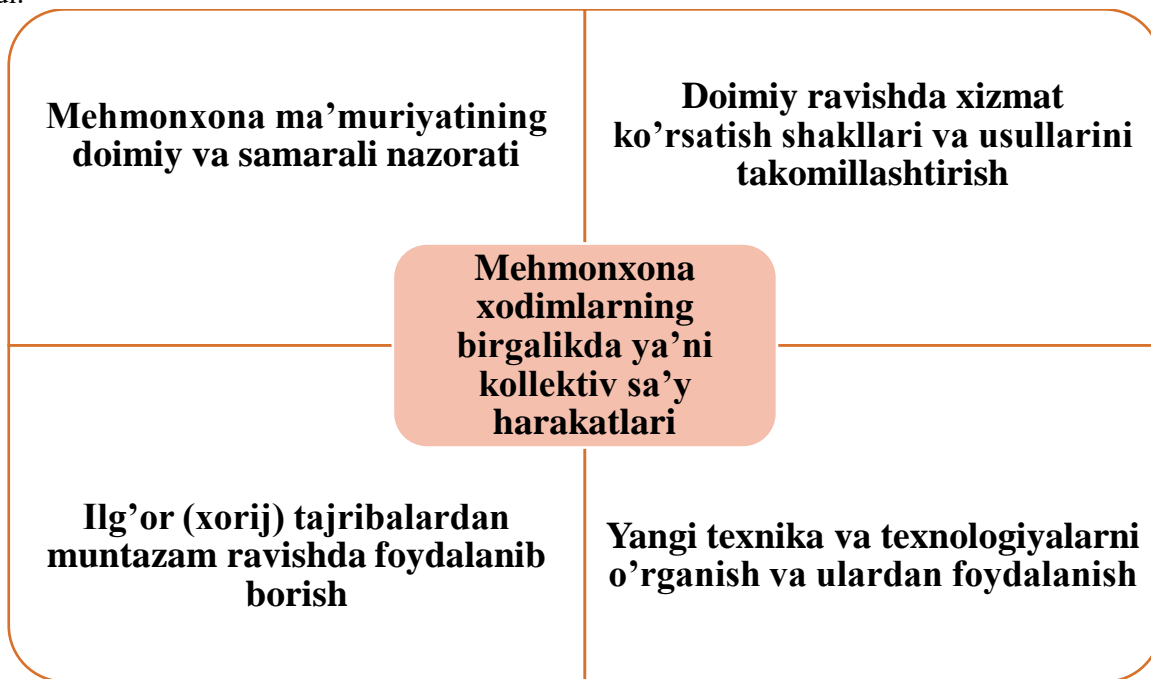 Mehmonxona ma’muriyatining
doimiy va samarali nazorati
Doimiy ravishda xizmat
ko’rsatish shakllari va usullarini
takomillashtirish
Mehmonxona
xodimlarning
birgalikda ya’ni
kollektiv sa’y
harakatlari
Ilg’or (xorij) tajribalardan
muntazam ravishda foydalanib
borish
Yangi texnika va texnologiyalarni
o’rganish va ulardan foydalanish